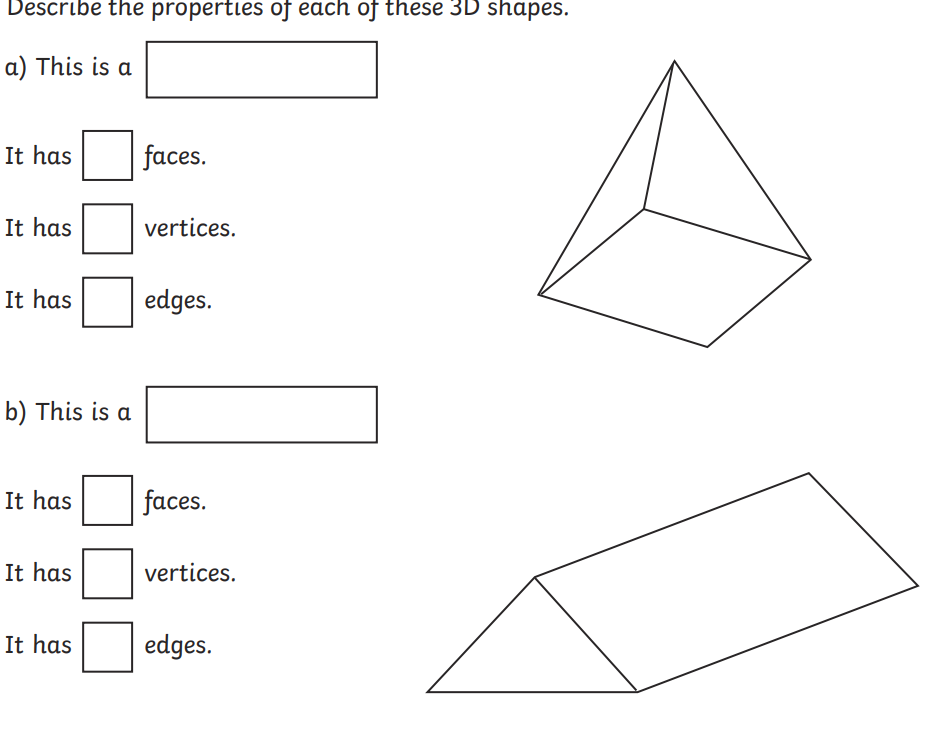 Describe the properties of each of these 3D shapes.
a) This is a
It has faces.
It has vertices.
It has edges.
b) This is a
It has faces.
It has vertices.
It has edges.